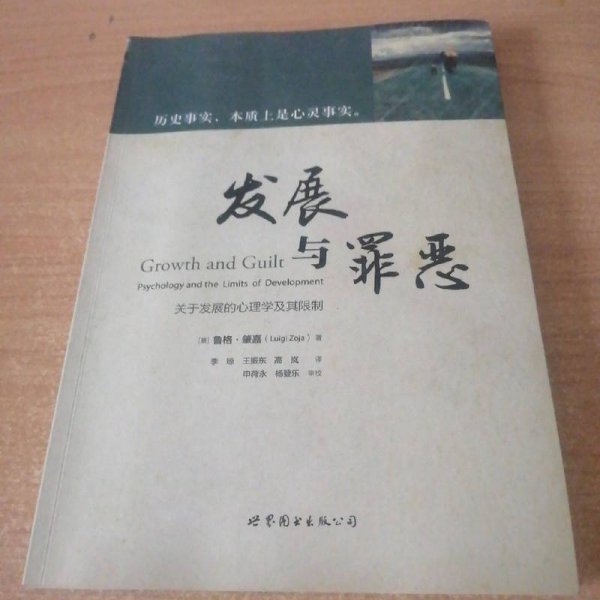 历史事实、本质上是心灵事实。
发展
与罪恶
Growth and Guilt
Psychology and the Limits of Development
关于发展的心理学及其限制
[意] 鲁格·肇嘉 (Luigi Zoja) 著
李琼 王振东 高岚 译
申荷永 杨登乐 审校
世界图书出版公司